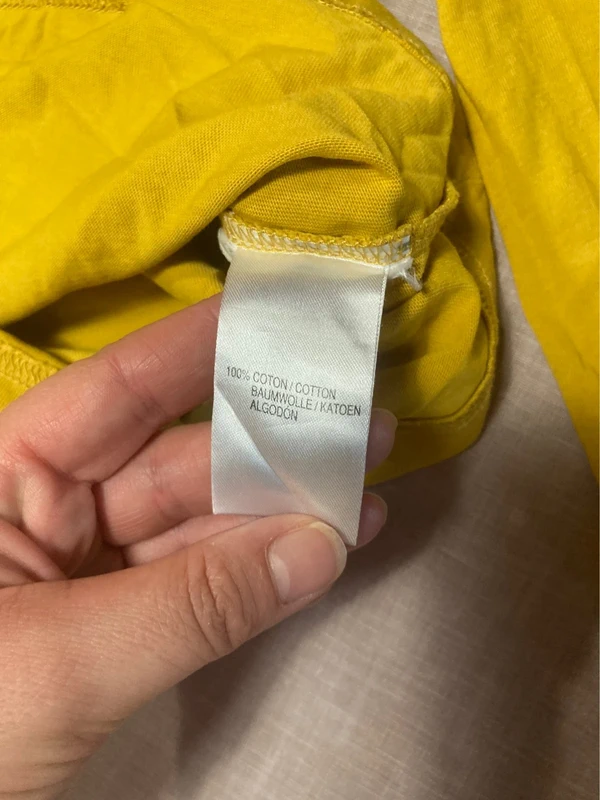 100% COTON / COTTON
BAUMWOLLE / KATOEN
ALGODÓN